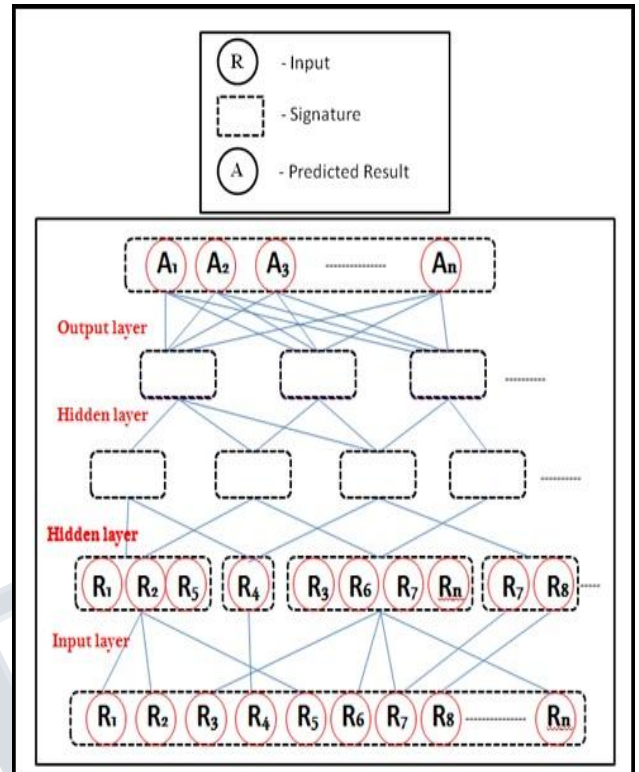 R - Input
- Signature
A - Predicted Result
A1 A2 A3 --------------- An
Output layer
----------
Hidden layer
----------
Hidden layer
R1 R2 R5 R4 R3 R6 R7 Rn R7 R8 -----
Input layer
R1 R2 R3 R4 R5 R6 R7 R8 --------------- Rn